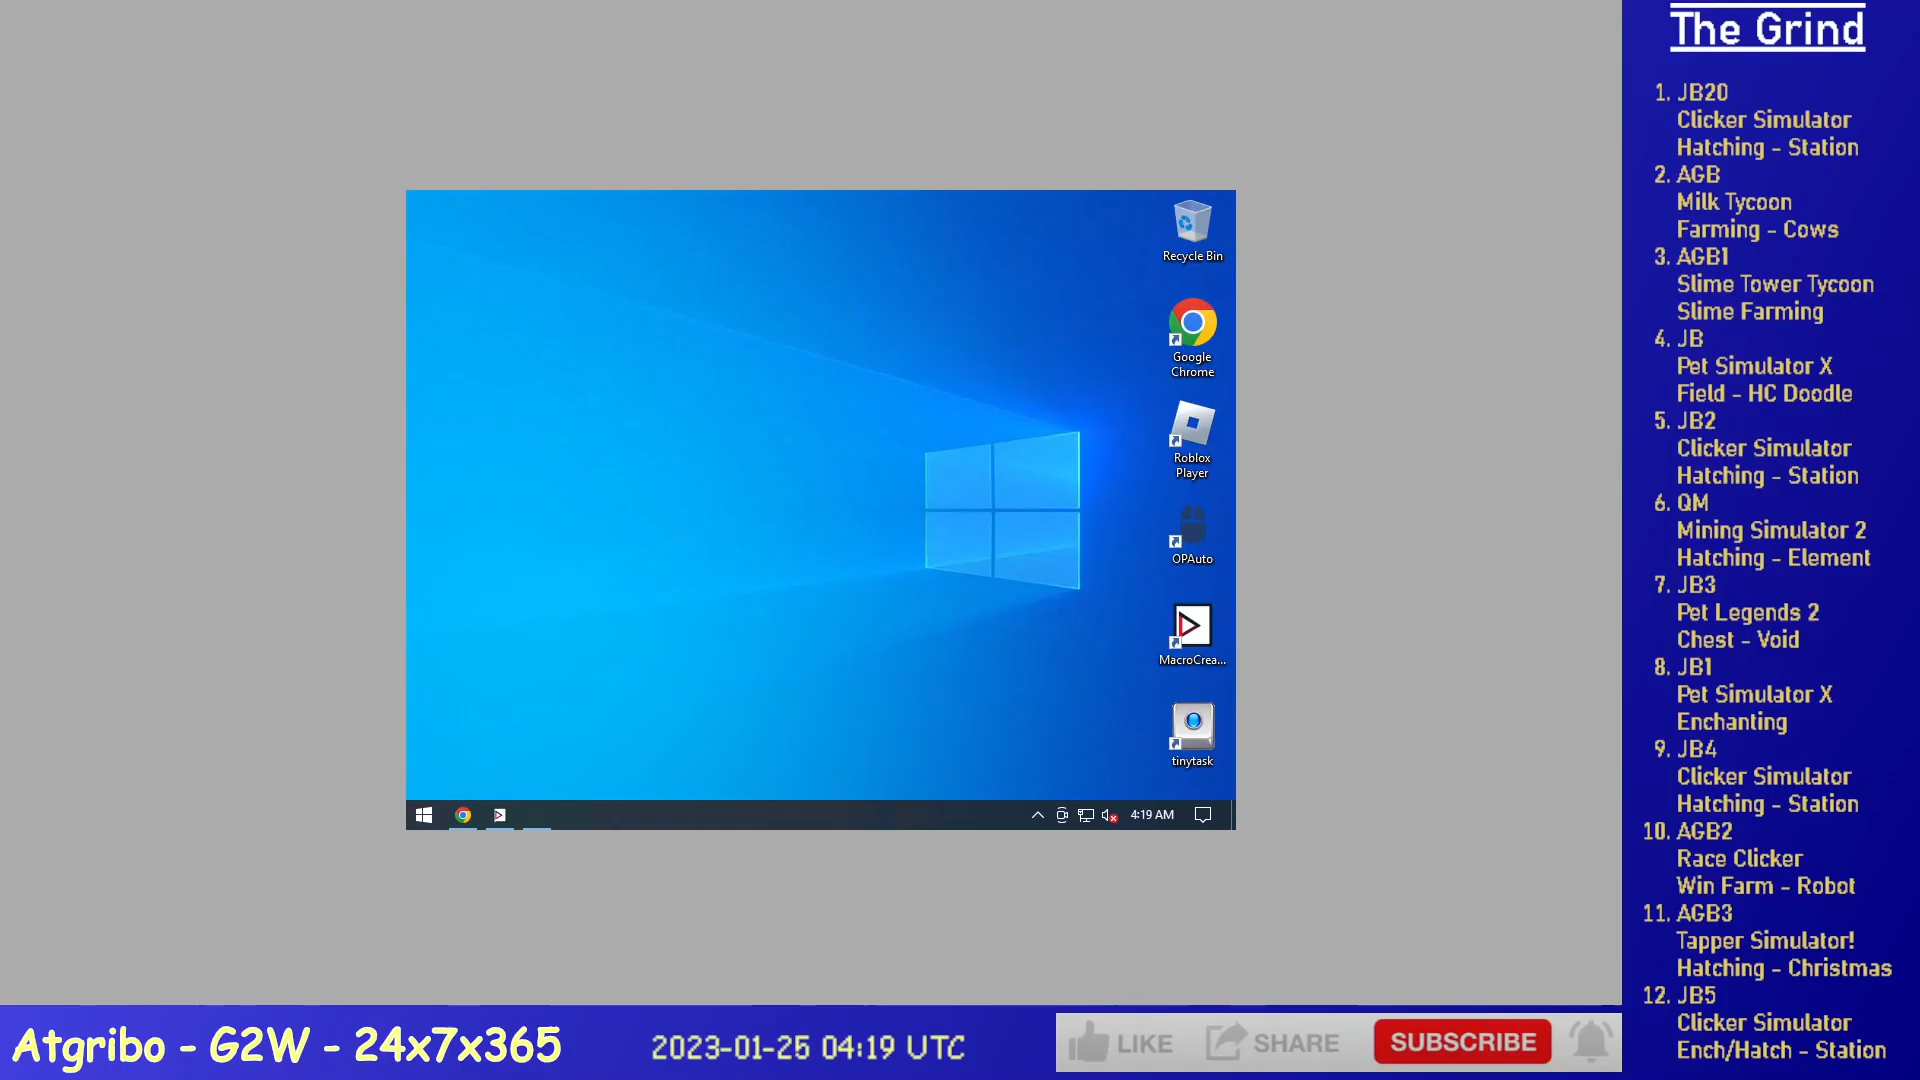 The Grind
1. JB20
Clicker Simulator
Hatching - Station
2. AGB
Milk Tycoon
Farming - Cows
3. AGB1
Slime Tower Tycoon
Slime Farming
4. JB
Pet Simulator X
Field - HC Doodle
5. JB2
Clicker Simulator
Hatching - Station
6. QM
Mining Simulator 2
Hatching - Element
7. JB3
Pet Legends 2
Chest - Void
8. JB1
Pet Simulator X
Enchanting
9. JB4
Clicker Simulator
Hatching - Station
10. AGB2
Race Clicker
Win Farm - Robot
11. AGB3
Tapper Simulator!
Hatching - Christmas
12. JB5
Clicker Simulator
Ench/Hatch - Station
Recycle Bin
Google
Chrome
Roblox
Player
OPAuto
MacroCrea...
tinytask
4:19 AM
Atgribo - G2W - 24x7x365
2023-01-25 04:19 UTC
LIKE
SHARE
SUBSCRIBE